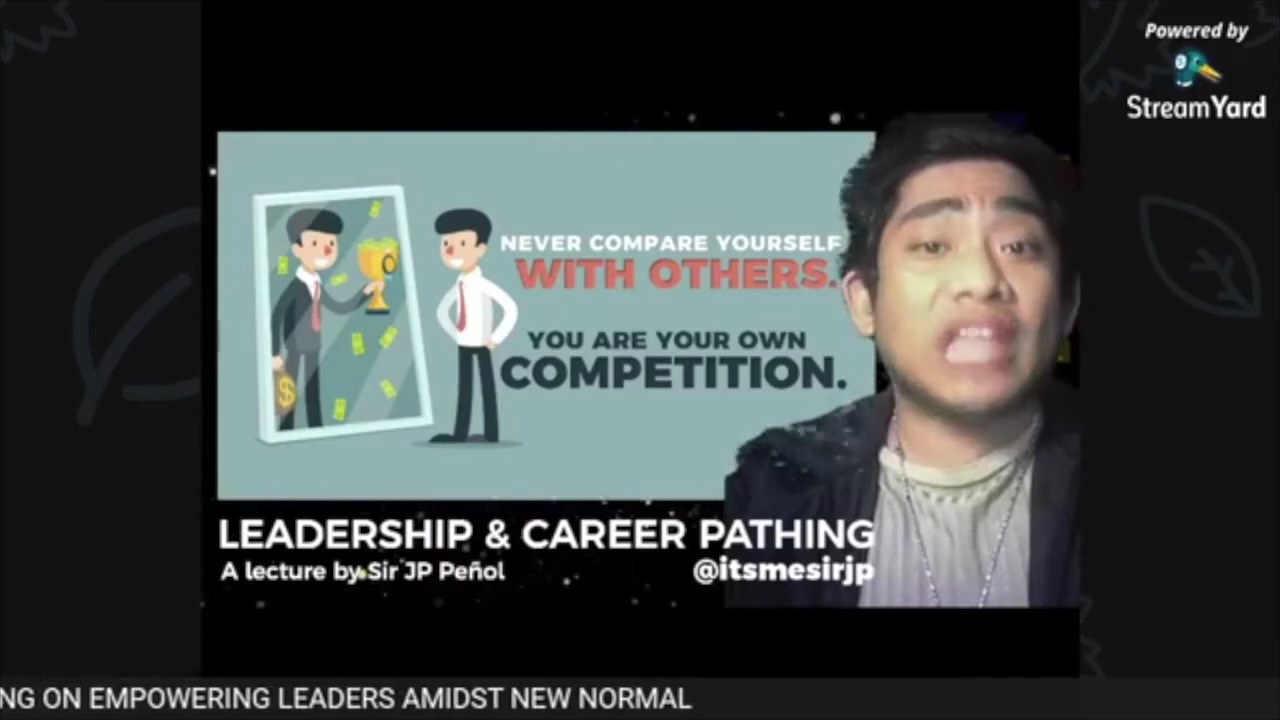 Powered by
StreamYard
NEVER COMPARE YOURSELF
WITH OTHERS.
YOU ARE YOUR OWN
COMPETITION.
$
LEADERSHIP & CAREER PATHING
A lecture by Sir JP Peñol
@itsmesirjp
NG ON EMPOWERING LEADERS AMIDST NEW NORMAL